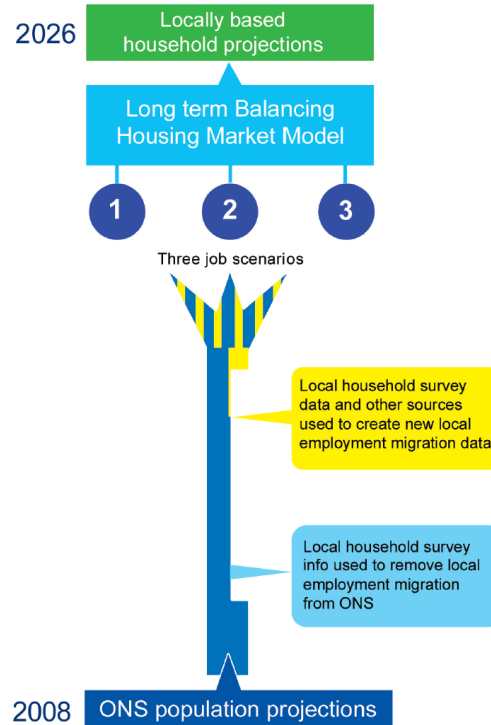 2026
Locally based
household projections
Long term Balancing
Housing Market Model
1
2
3
Three job scenarios
Local household survey
data and other sources
used to create new local
employment migration data
Local household survey
info used to remove local
employment migration
from ONS
2008
ONS population projections